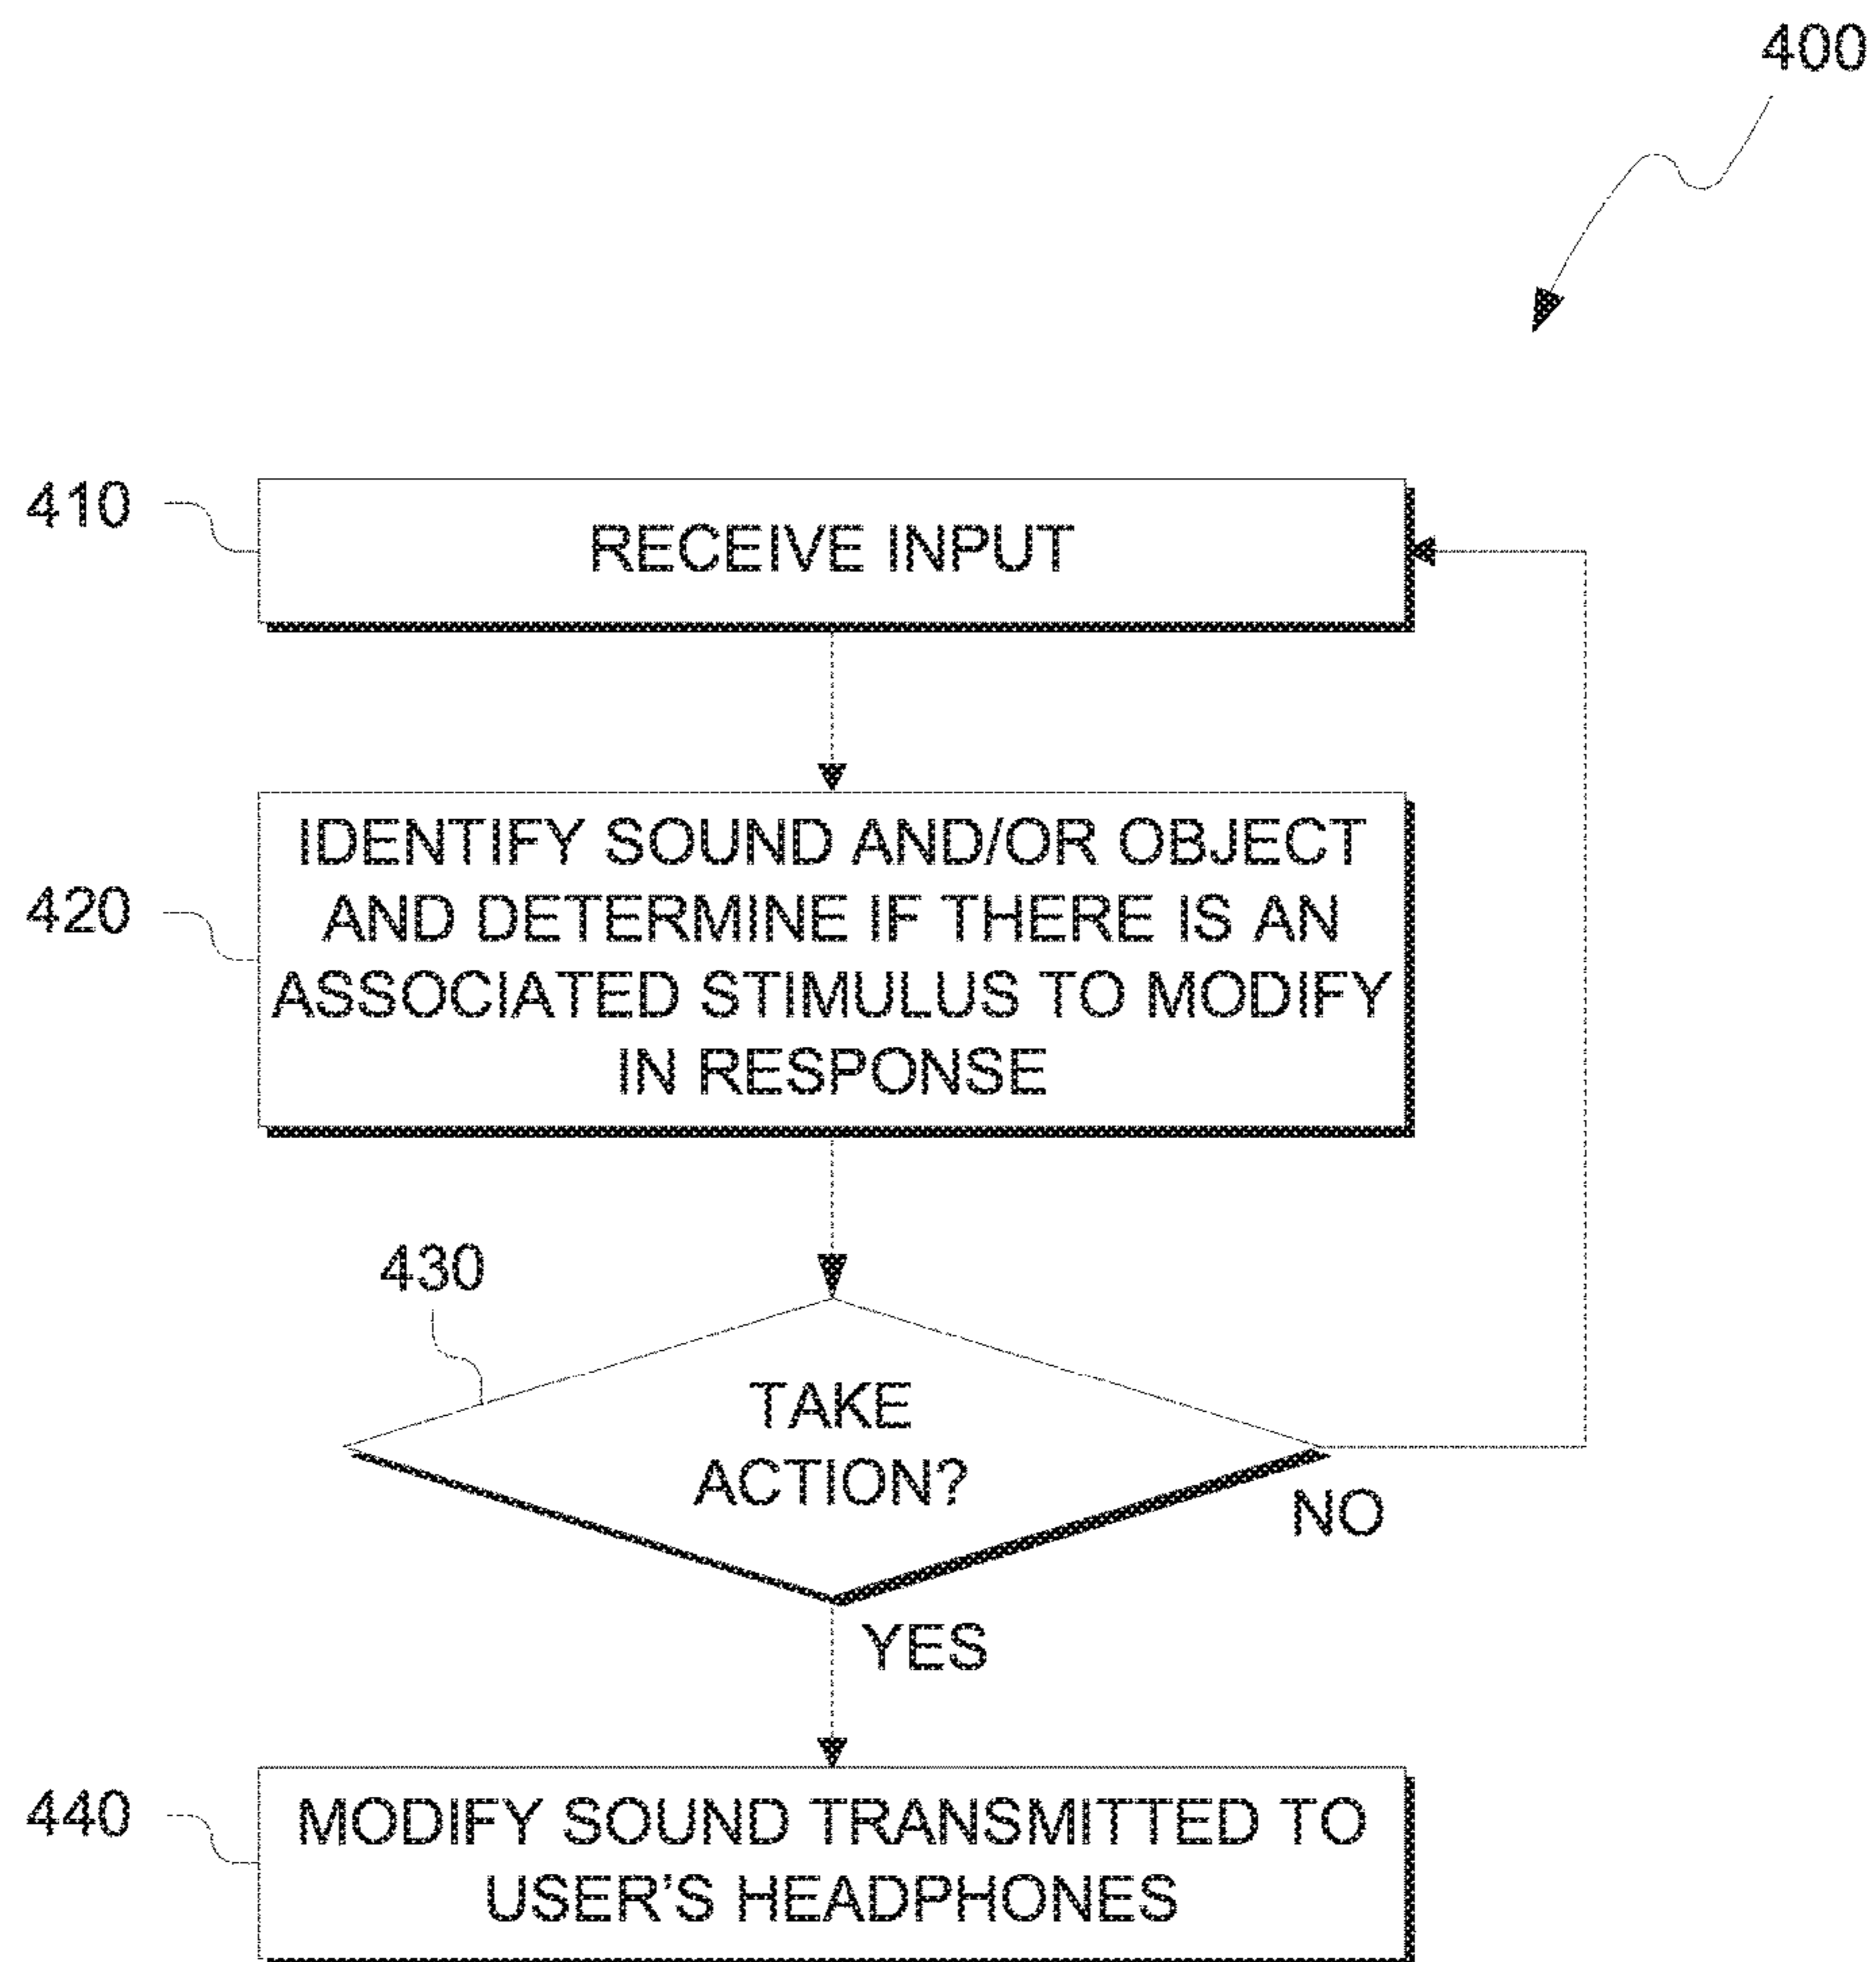 400
410
RECEIVE INPUT
420
IDENTIFY SOUND AND/OR OBJECT
AND DETERMINE IF THERE IS AN
ASSOCIATED STIMULUS TO MODIFY
IN RESPONSE
430
TAKE
ACTION?
NO
YES
440
MODIFY SOUND TRANSMITTED TO
USER'S HEADPHONES